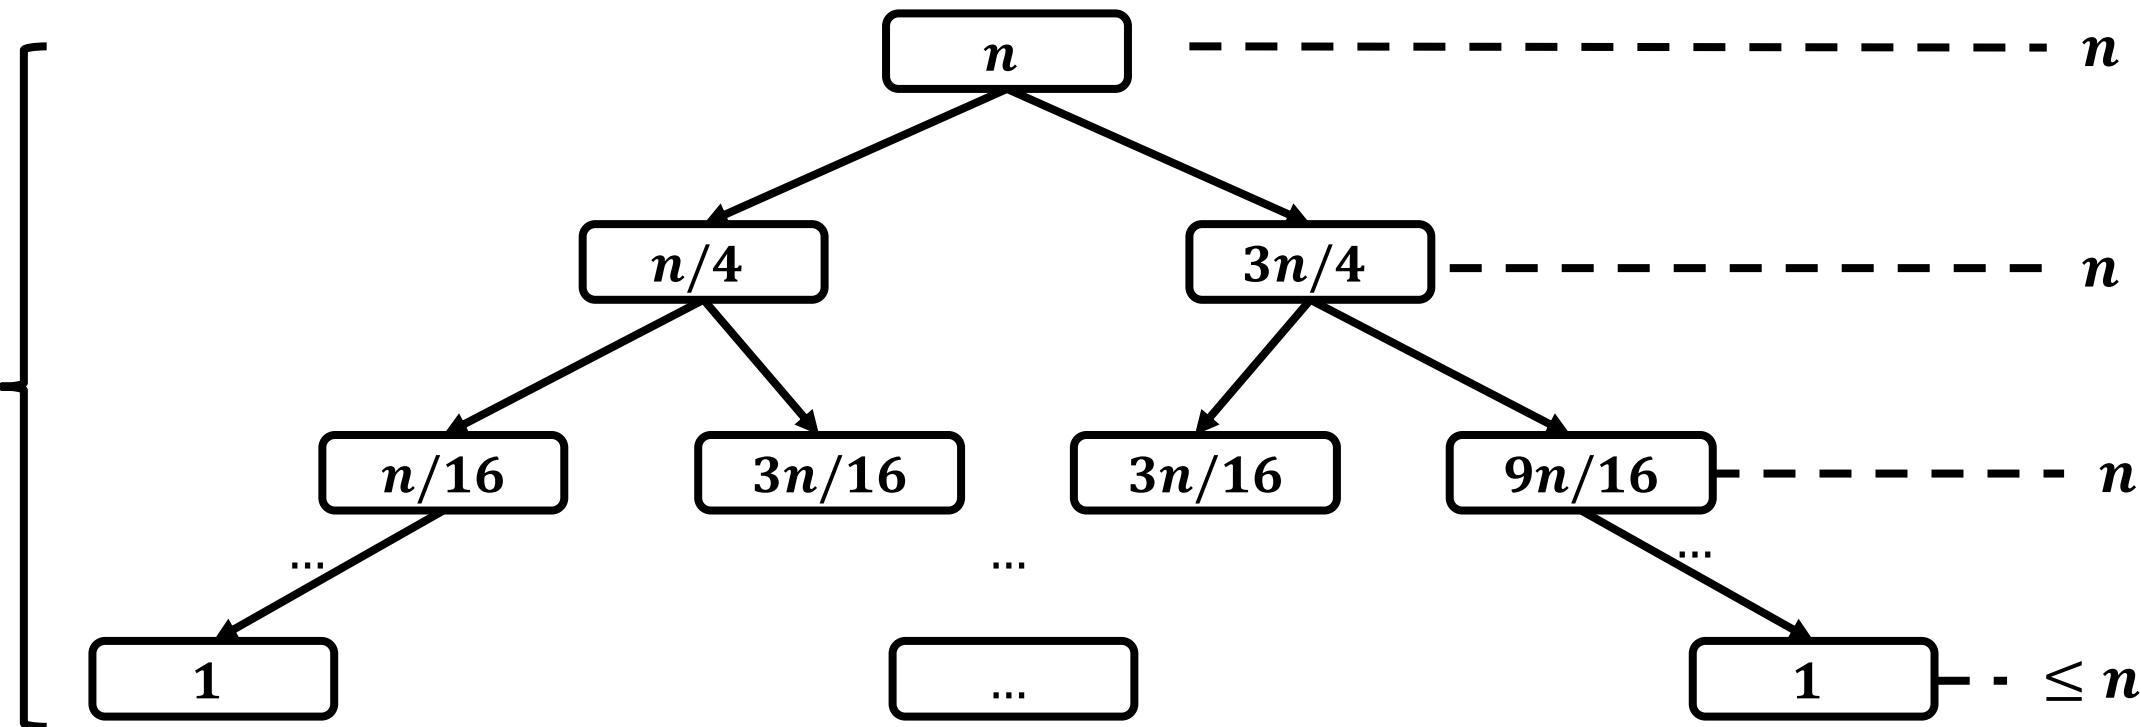 n n
n/4 3n/4 n
n/16 3n/16 3n/16 9n/16 n
... ... ...
1 ... 1 ≤ n